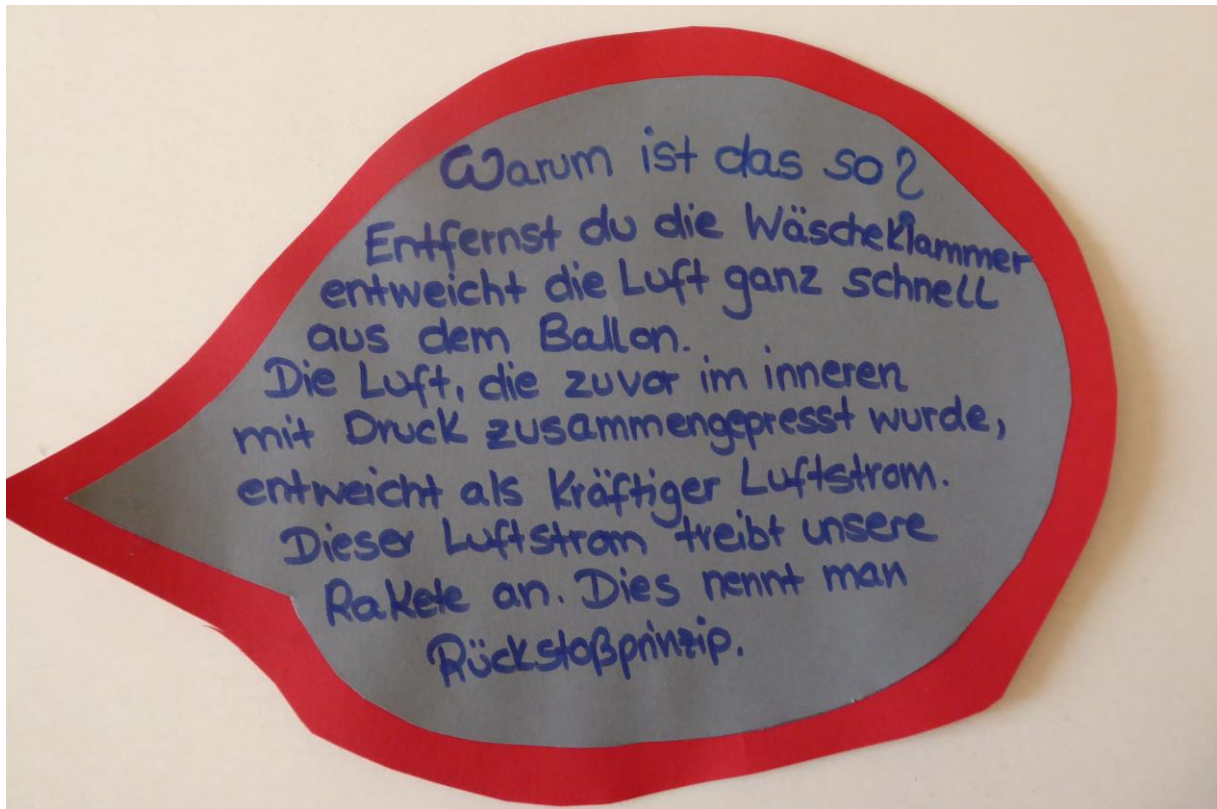 Warum ist das so?
Entfernst du die Wäscheklammer
entweicht die Luft ganz schnell
aus dem Ballon.
Die Luft, die zuvor im inneren
mit Druck zusammengepresst wurde,
entweicht als kräftiger Luftstrom.
Dieser Luftstrom treibt unsere
Rakete an. Dies nennt man
Rückstoßprinzip.